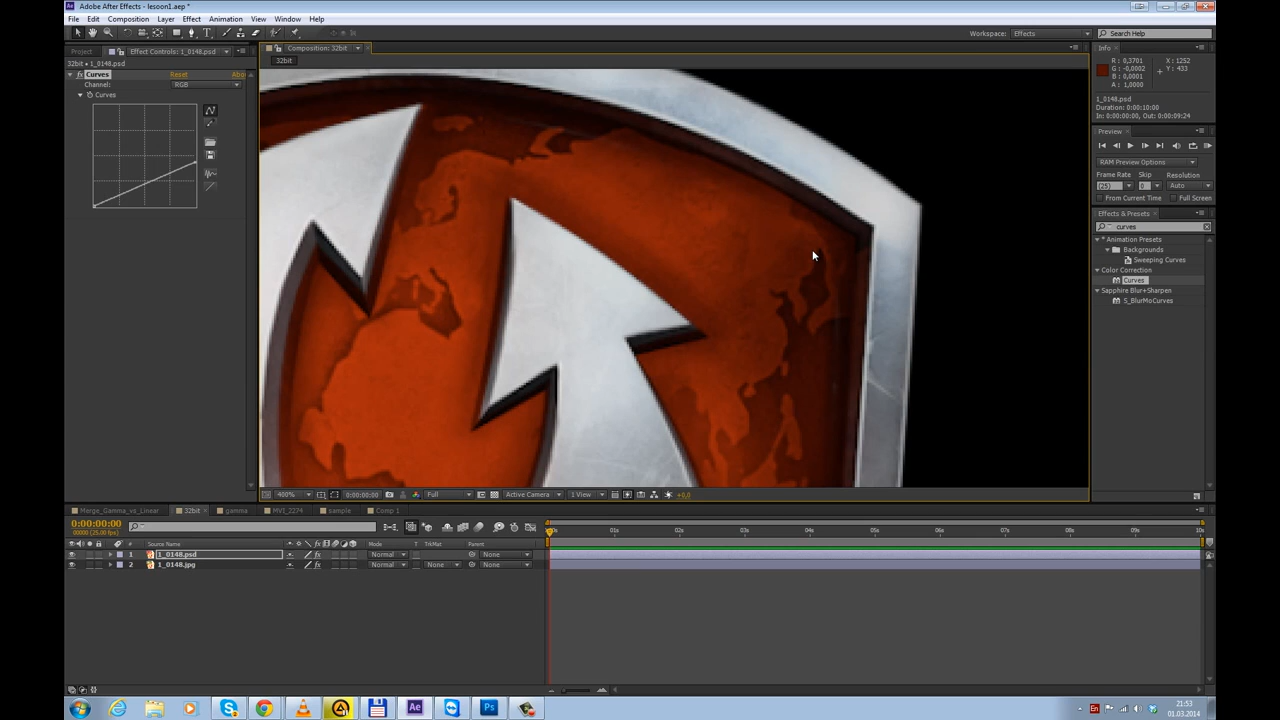 Adobe After Effects - lesoon1.aep *
File Edit Composition Layer Effect Animation View Window Help
Workspace: Effects
Search Help
Project
Effect Controls: 1_0148.psd
Composition: 32bit
Info
32bit • 1_0148.psd
32bit
R : 0,3701
X : 1252
G : -0,0002
Y : 433
B : 0,0001
A : 1,0000
fx Curves Reset Abo
Channel: RGB
Curves
1_0148.psd
Duration: 0:00:10:00
In: 0:00:00:00, Out: 0:00:09:24
Preview
RAM Preview Options
Frame Rate Skip Resolution
(25) 0 Auto
From Current Time Full Screen
Effects & Presets
curves
* Animation Presets
Backgrounds
Sweeping Curves
Color Correction
Curves
Sapphire Blur+Sharpen
S_BlurMoCurves
400% 0:00:00:00 Full Active Camera 1 View +0,0
Merge_Gamma_vs_Linear 32bit gamma MVI_2274 sample Comp 1
0:00:00:00
00000 (25.00 fps)
01s 02s 03s 04s 05s 06s 07s 08s 09s 10s
# Source Name fx Mode T TrkMat Parent
1 1_0148.psd fx Normal None
2 1_0148.jpg fx Normal None None
Ae Ps
En
21:53
01.03.2014